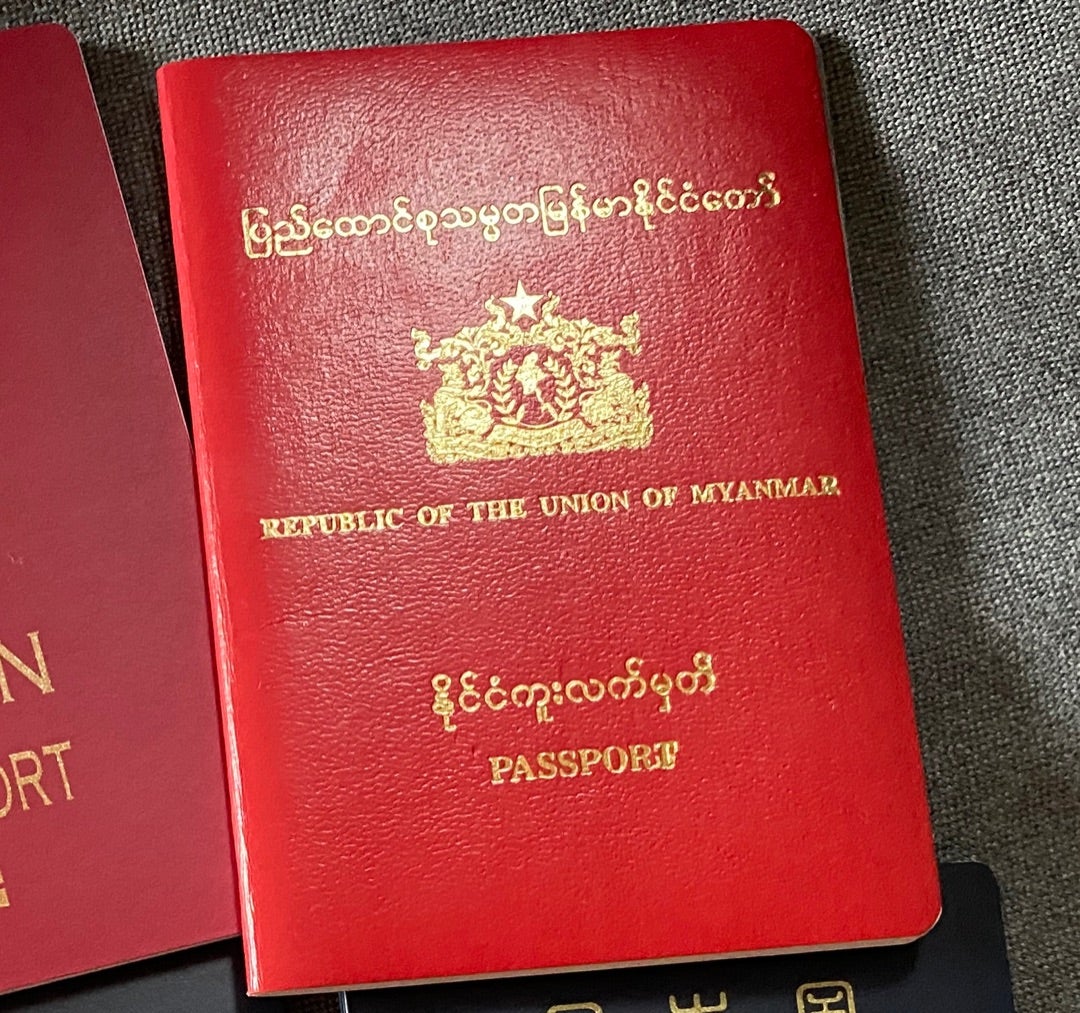 ပြည်ထောင်စုသမ္မတမြန်မာနိုင်ငံတော်
REPUBLIC OF THE UNION OF MYANMAR
နိုင်ငံကူးလက်မှတ်
PASSPORT